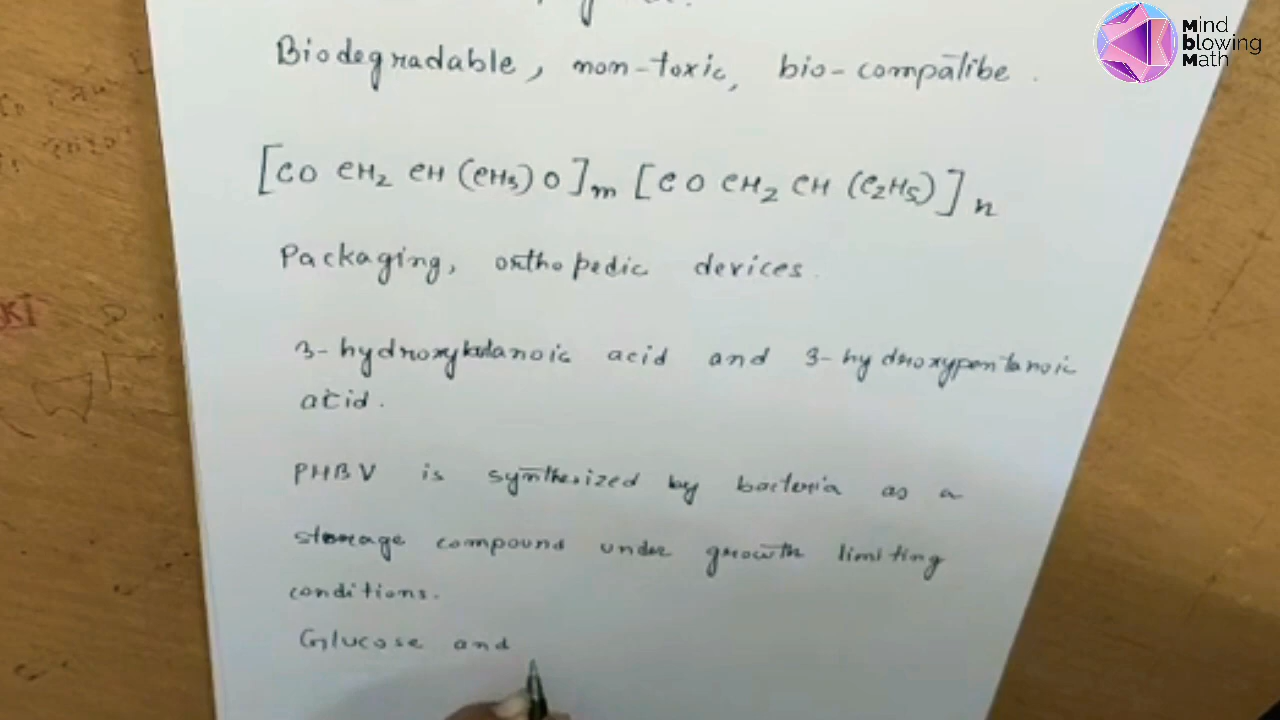 Biodegradable, non-toxic, bio-compatibe.
[CO CH₂ CH (CH₃) O]m [CO CH₂ CH (C₂H₅)]n
Packaging, orthopedic devices.
3-hydroxybutanoic acid and 3-hydroxypentanoic
acid.
PHBV is synthesized by bacteria as a
storage compound under growth limiting
conditions.
Glucose and
Mind
blowing
Math